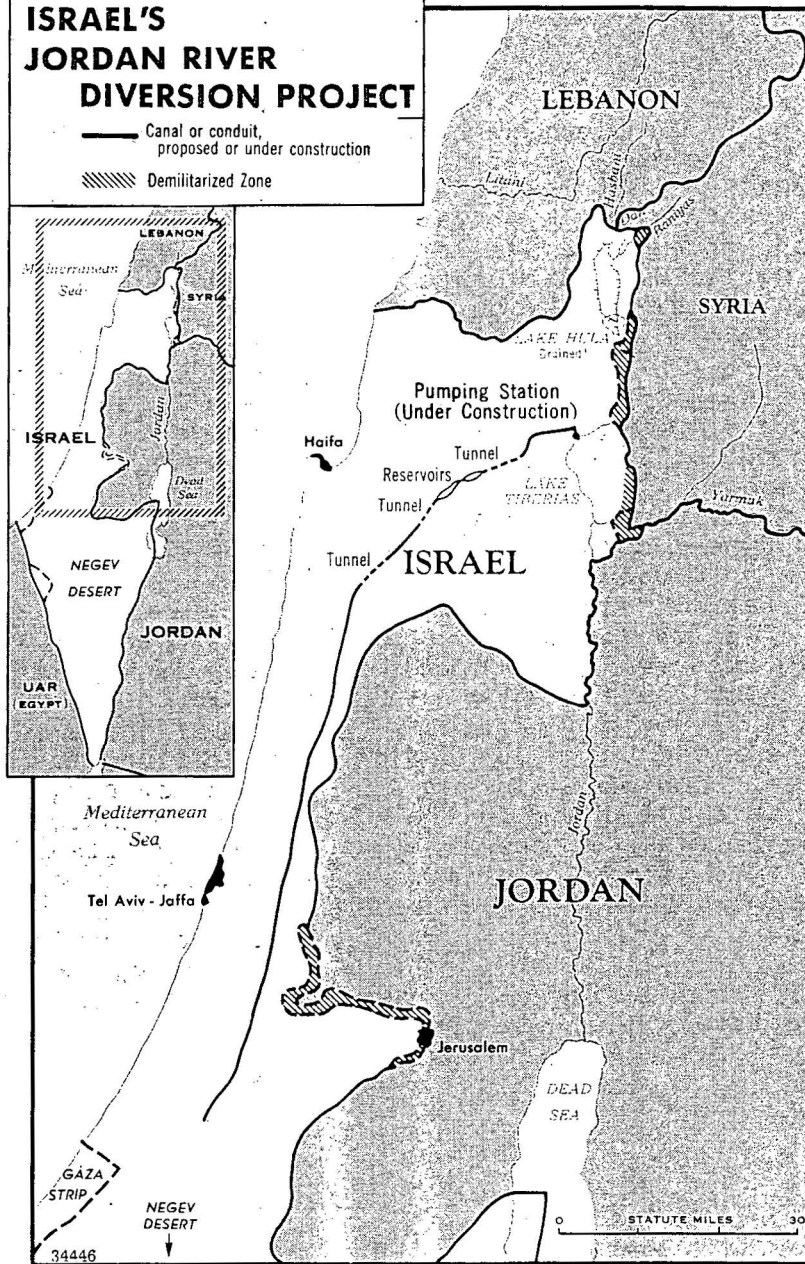 ISRAEL'S
JORDAN RIVER
DIVERSION PROJECT
Canal or conduit,
proposed or under construction
Demilitarized Zone
LEBANON
Mediterranean
Sea
SYRIA
ISRAEL
Jordan
Dead
Sea
NEGEV
DESERT
JORDAN
UAR
(EGYPT)
LEBANON
Litani
Hasbani
Dan
Baniyas
SYRIA
LAKE HULA
Drained
Pumping Station
(Under Construction)
Haifa
Tunnel
Reservoirs
Tunnel
LAKE
TIBERIAS
Yarmuk
Tunnel
ISRAEL
Mediterranean
Sea
Jordan
Tel Aviv - Jaffa
JORDAN
Jerusalem
DEAD
SEA
GAZA
STRIP
NEGEV
DESERT
0 STATUTE MILES 30
34446